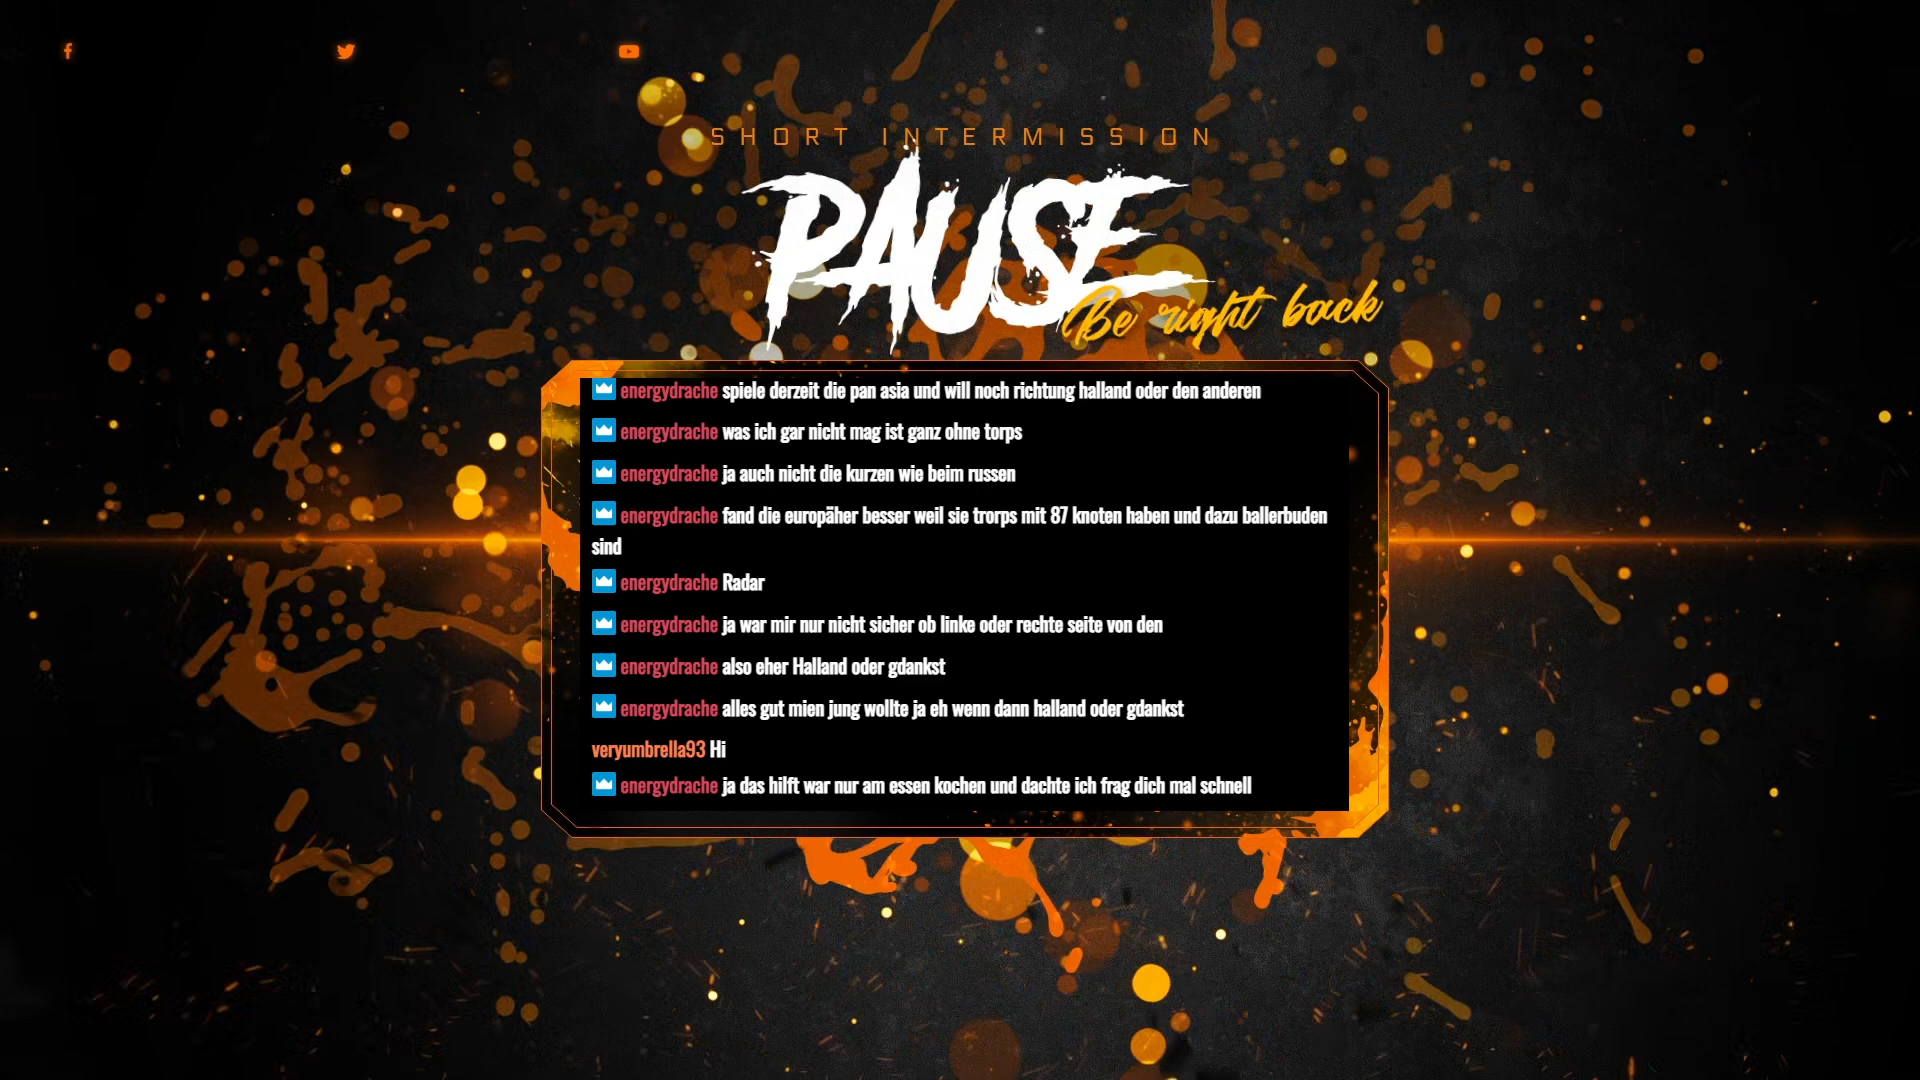 SHORT INTERMISSION
PAUSE
Be right back
energydrache spiele derzeit die pan asia und will noch richtung halland oder den anderen
energydrache was ich gar nicht mag ist ganz ohne torps
energydrache ja auch nicht die kurzen wie beim russen
energydrache fand die europäher besser weil sie trorps mit 87 knoten haben und dazu ballerbuden
sind
energydrache Radar
energydrache ja war mir nur nicht sicher ob linke oder rechte seite von den
energydrache also eher Halland oder gdankst
energydrache alles gut mien jung wollte ja eh wenn dann halland oder gdankst
veryumbrella93 Hi
energydrache ja das hilft war nur am essen kochen und dachte ich frag dich mal schnell